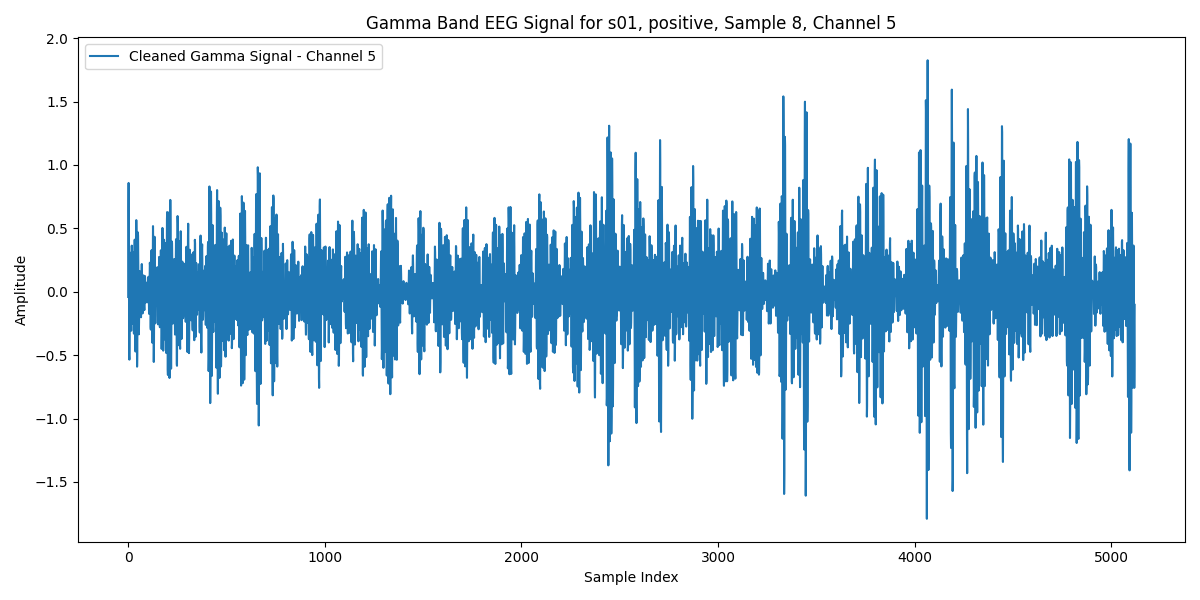 Gamma Band EEG Signal for s01, positive, Sample 8, Channel 5
Cleaned Gamma Signal - Channel 5
2.0
1.5
1.0
0.5
0.0
−0.5
−1.0
−1.5
Amplitude
0 1000 2000 3000 4000 5000
Sample Index